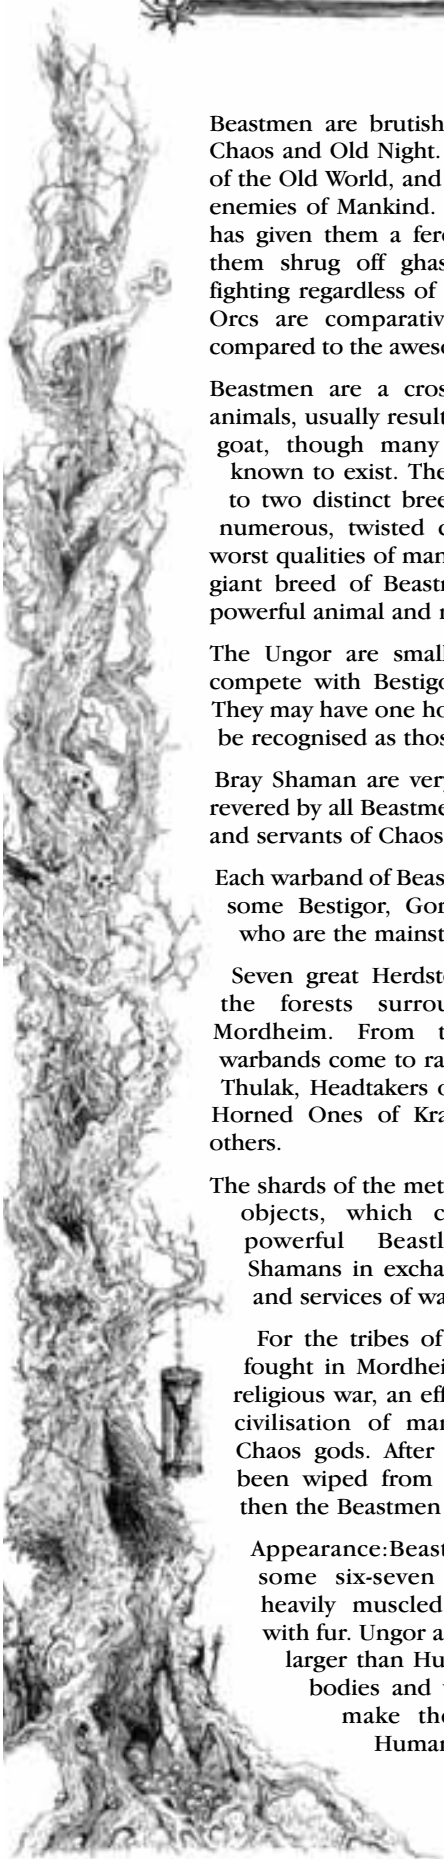 Beastmen are brutish
Chaos and Old Night.
of the Old World, and
enemies of Mankind.
has given them a fero
them shrug off ghas
fighting regardless of
Orcs are comparativ
compared to the aweso
Beastmen are a cros
animals, usually result
goat, though many
known to exist. The
to two distinct bree
numerous, twisted c
worst qualities of man
giant breed of Beastm
powerful animal and m
The Ungor are small
compete with Bestigo
They may have one ho
be recognised as thos
Bray Shaman are very
revered by all Beastme
and servants of Chaos
Each warband of Beas
some Bestigor, Gor
who are the mainst
Seven great Herdsto
the forests surrou
Mordheim. From t
warbands come to ra
Thulak, Headtakers o
Horned Ones of Kra
others.
The shards of the met
objects, which c
powerful Beastl
Shamans in excha
and services of wa
For the tribes of
fought in Mordhei
religious war, an eff
civilisation of man
Chaos gods. After
been wiped from
then the Beastmen
Appearance:Beast
some six-seven
heavily muscled
with fur. Ungor a
larger than Hu
bodies and
make the
Human